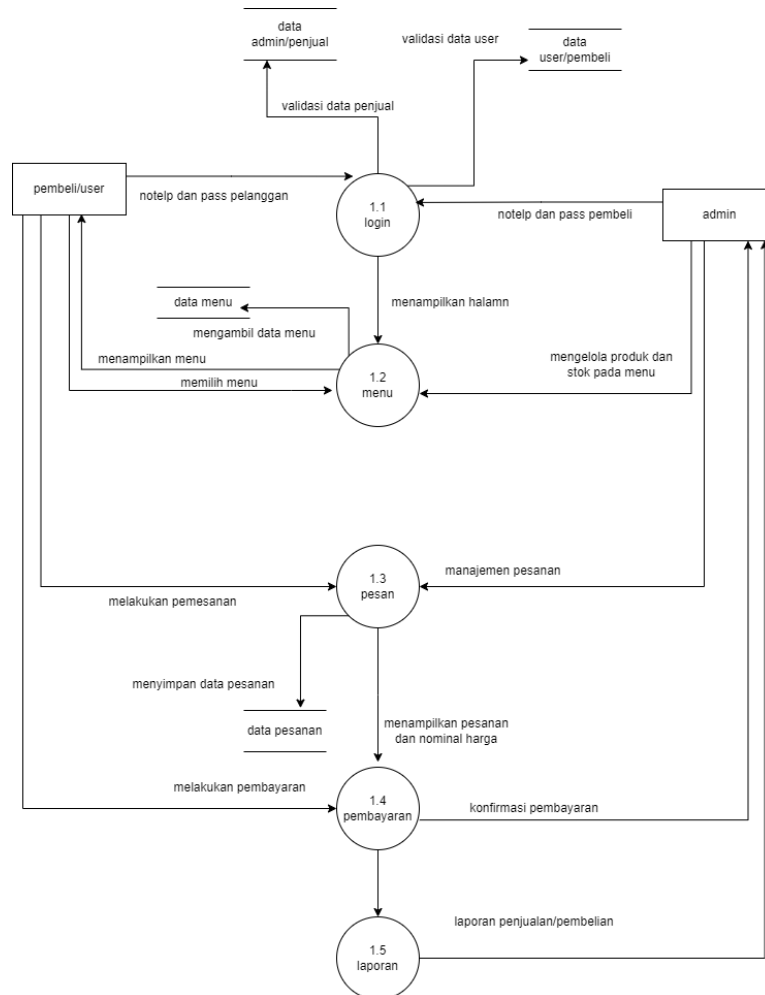 data
admin/penjual
validasi data user
data
user/pembeli
validasi data penjual
pembeli/user
notelp dan pass pelanggan
1.1
login
notelp dan pass pembeli
admin
data menu
menampilkan halamn
mengambil data menu
menampilkan menu
memilih menu
1.2
menu
mengelola produk dan
stok pada menu
1.3
pesan
manajemen pesanan
melakukan pemesanan
menyimpan data pesanan
data pesanan
menampilkan pesanan
dan nominal harga
melakukan pembayaran
1.4
pembayaran
konfirmasi pembayaran
laporan penjualan/pembelian
1.5
laporan